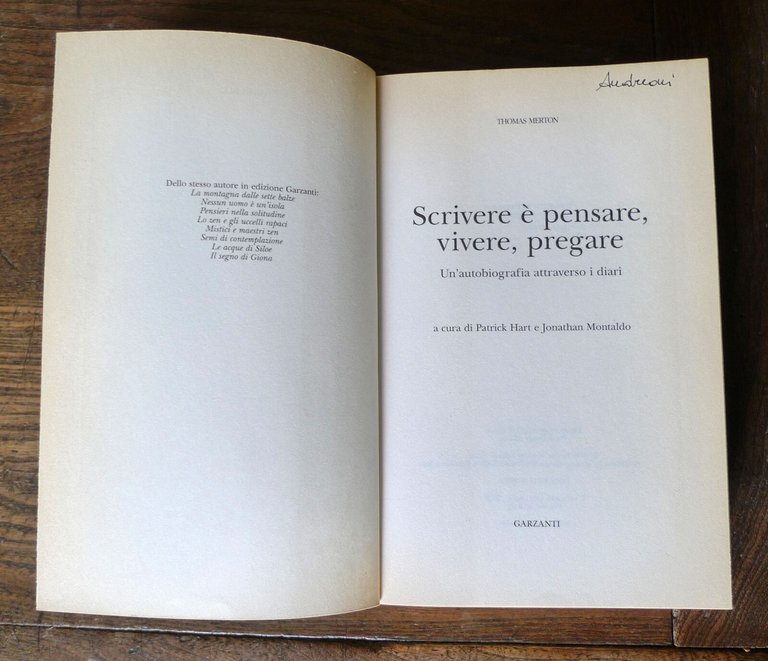 Dello stesso autore in edizione Garzanti:
La montagna dalle sette balze
Nessun uomo è un'isola
Pensieri nella solitudine
Lo zen e gli uccelli rapaci
Mistici e maestri zen
Semi di contemplazione
Le acque di Siloe
Il segno di Giona
Andreoni
THOMAS MERTON
Scrivere è pensare,
vivere, pregare
Un'autobiografia attraverso i diari
a cura di Patrick Hart e Jonathan Montaldo
GARZANTI